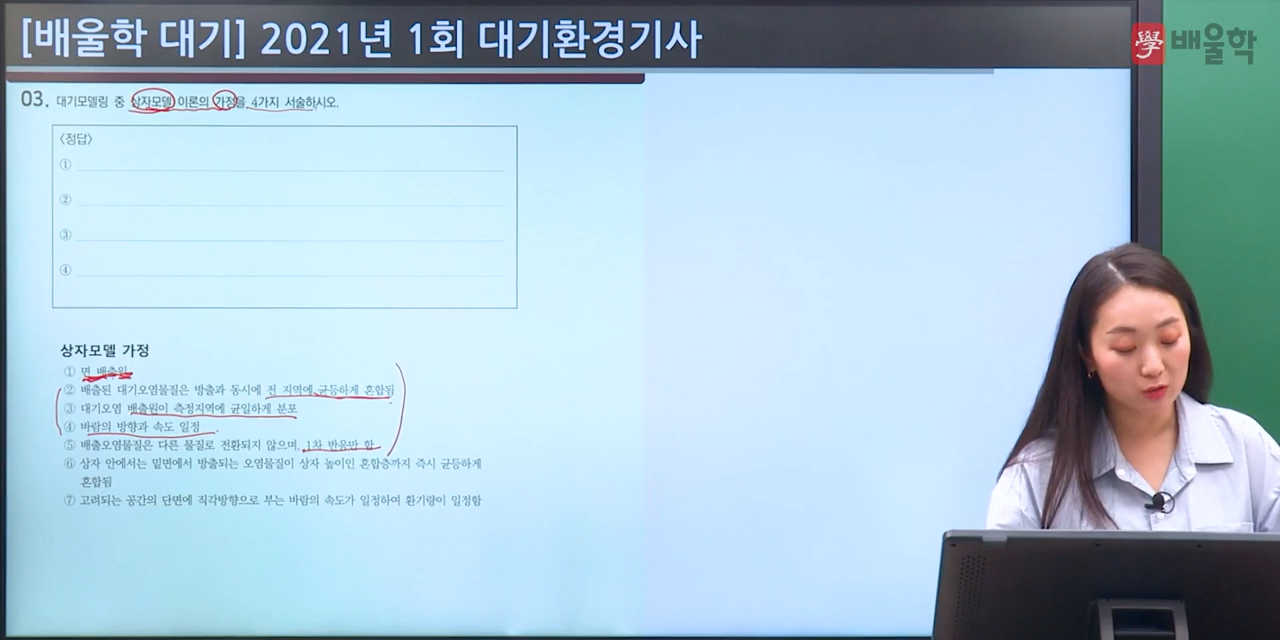 [배울학 대기] 2021년 1회 대기환경기사
學 배울학
03. 대기모델링 중 상자모델 이론의 가정을 4가지 서술하시오.
〈정답〉
①
②
③
④
상자모델 가정
① 면 배출원
② 배출된 대기오염물질은 방출과 동시에 전 지역에 균등하게 혼합됨
③ 대기오염 배출원이 측정지역에 균일하게 분포
④ 바람의 방향과 속도 일정
⑤ 배출오염물질은 다른 물질로 전환되지 않으며, 1차 반응만 함
⑥ 상자 안에서는 밑면에서 방출되는 오염물질이 상자 높이인 혼합층까지 즉시 균등하게
혼합됨
⑦ 고려되는 공간의 단면에 직각방향으로 부는 바람의 속도가 일정하여 환기량이 일정함